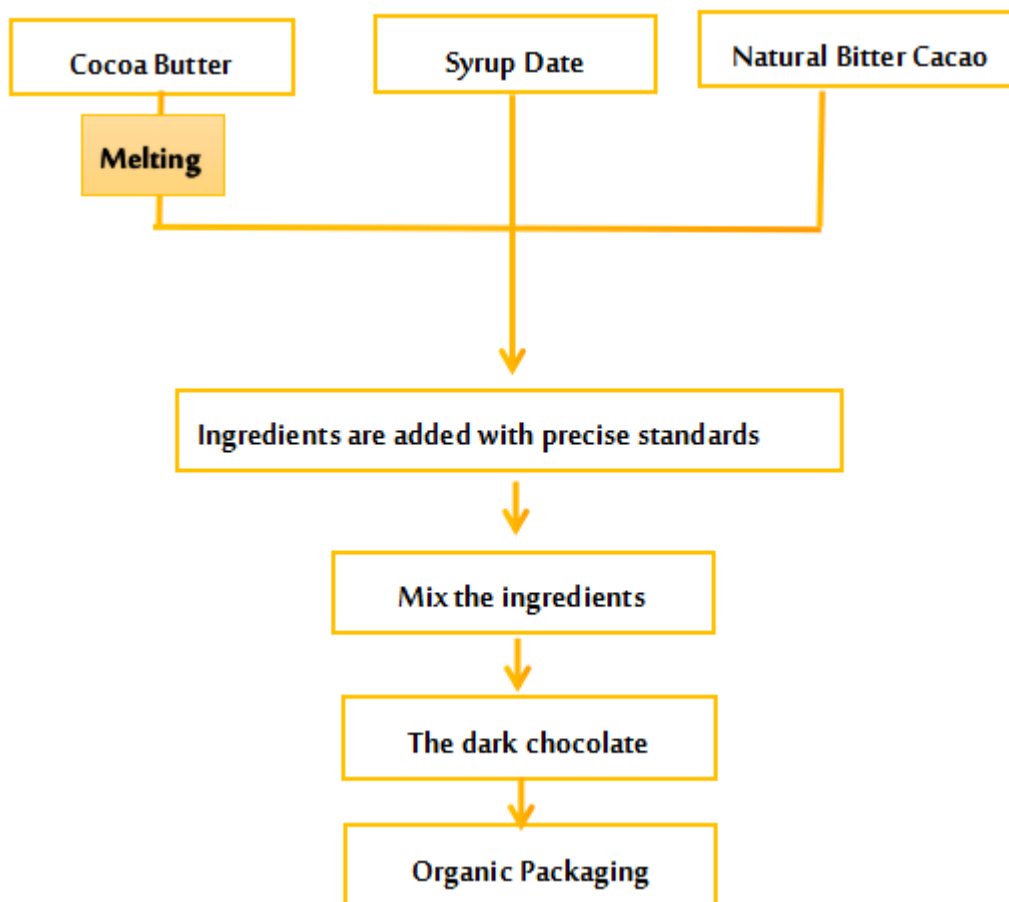 Cocoa Butter
Syrup Date
Natural Bitter Cacao
Melting
Ingredients are added with precise standards
Mix the ingredients
The dark chocolate
Organic Packaging